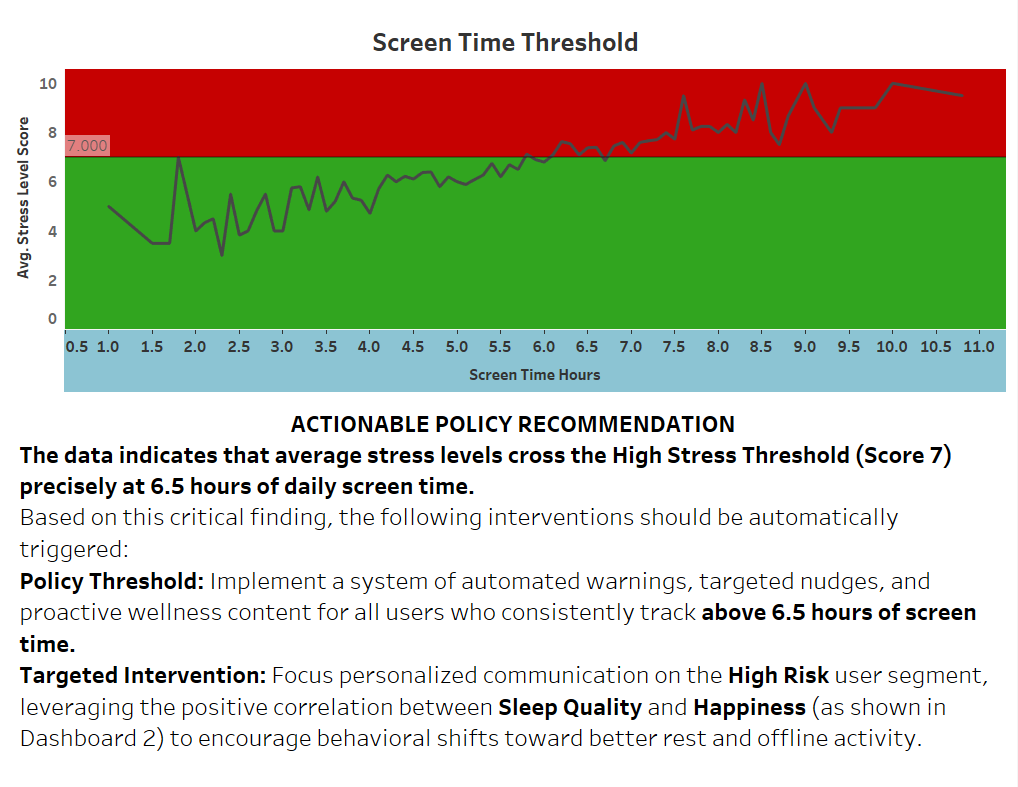 Screen Time Threshold
Avg. Stress Level Score
10
8
7.000
6
4
2
0
0.5 1.0 1.5 2.0 2.5 3.0 3.5 4.0 4.5 5.0 5.5 6.0 6.5 7.0 7.5 8.0 8.5 9.0 9.5 10.0 10.5 11.0
Screen Time Hours
ACTIONABLE POLICY RECOMMENDATION
The data indicates that average stress levels cross the High Stress Threshold (Score 7)
precisely at 6.5 hours of daily screen time.
Based on this critical finding, the following interventions should be automatically
triggered:
Policy Threshold: Implement a system of automated warnings, targeted nudges, and
proactive wellness content for all users who consistently track above 6.5 hours of screen
time.
Targeted Intervention: Focus personalized communication on the High Risk user segment,
leveraging the positive correlation between Sleep Quality and Happiness (as shown in
Dashboard 2) to encourage behavioral shifts toward better rest and offline activity.